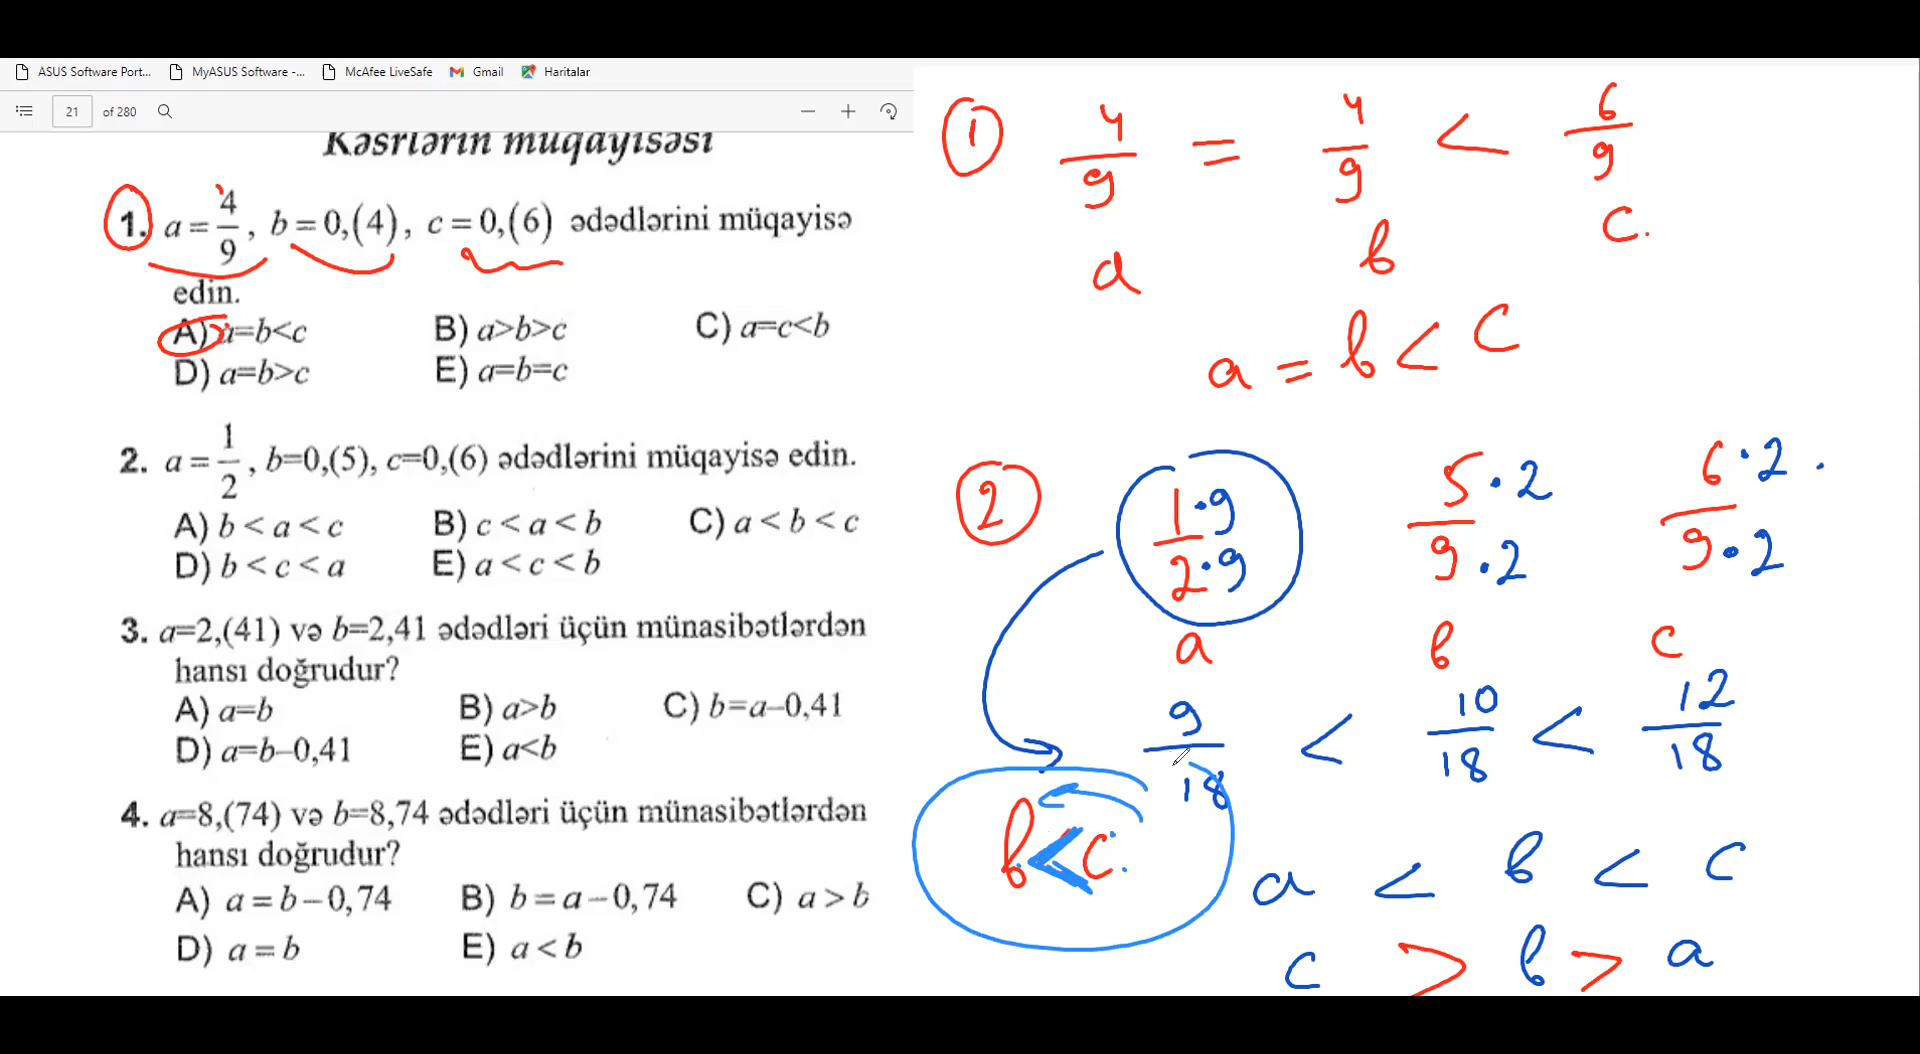 ASUS Software Port... MyASUS Software -... McAfee LiveSafe Gmail Haritalar
21 of 280
Kəsrlərin müqayisəsi
1. a = 4/9, b = 0,(4), c = 0,(6) ədədlərini müqayisə
edin.
A) a=b<c B) a>b>c C) a=c<b
D) a=b>c E) a=b=c
2. a = 1/2, b=0,(5), c=0,(6) ədədlərini müqayisə edin.
A) b < a < c B) c < a < b C) a < b < c
D) b < c < a E) a < c < b
3. a=2,(41) və b=2,41 ədədləri üçün münasibətlərdən
hansı doğrudur?
A) a=b B) a>b C) b=a–0,41
D) a=b–0,41 E) a<b
4. a=8,(74) və b=8,74 ədədləri üçün münasibətlərdən
hansı doğrudur?
A) a = b – 0,74 B) b = a – 0,74 C) a > b
D) a = b E) a < b
1 4/9 = 4/9 < 6/9
a b c.
a = b < c
2 1·9/2·9 5·2/9·2 6·2/9·2
a b c
9/18 < 10/18 < 12/18
b < c
a < b < c
c > b > a